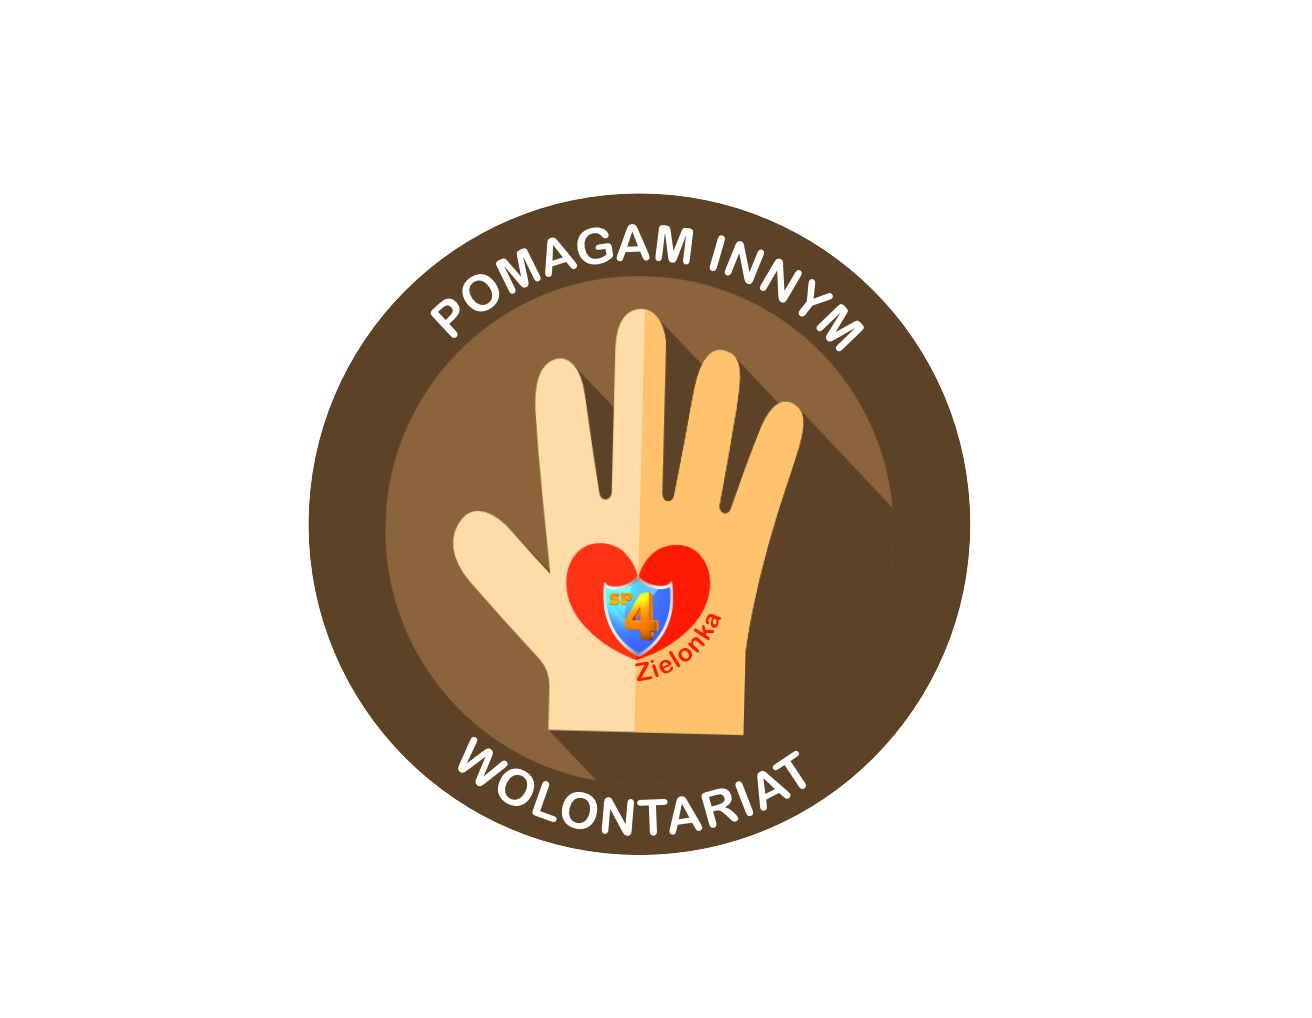 POMAGAM INNYM
SP
4
Zielonka
WOLONTARIAT